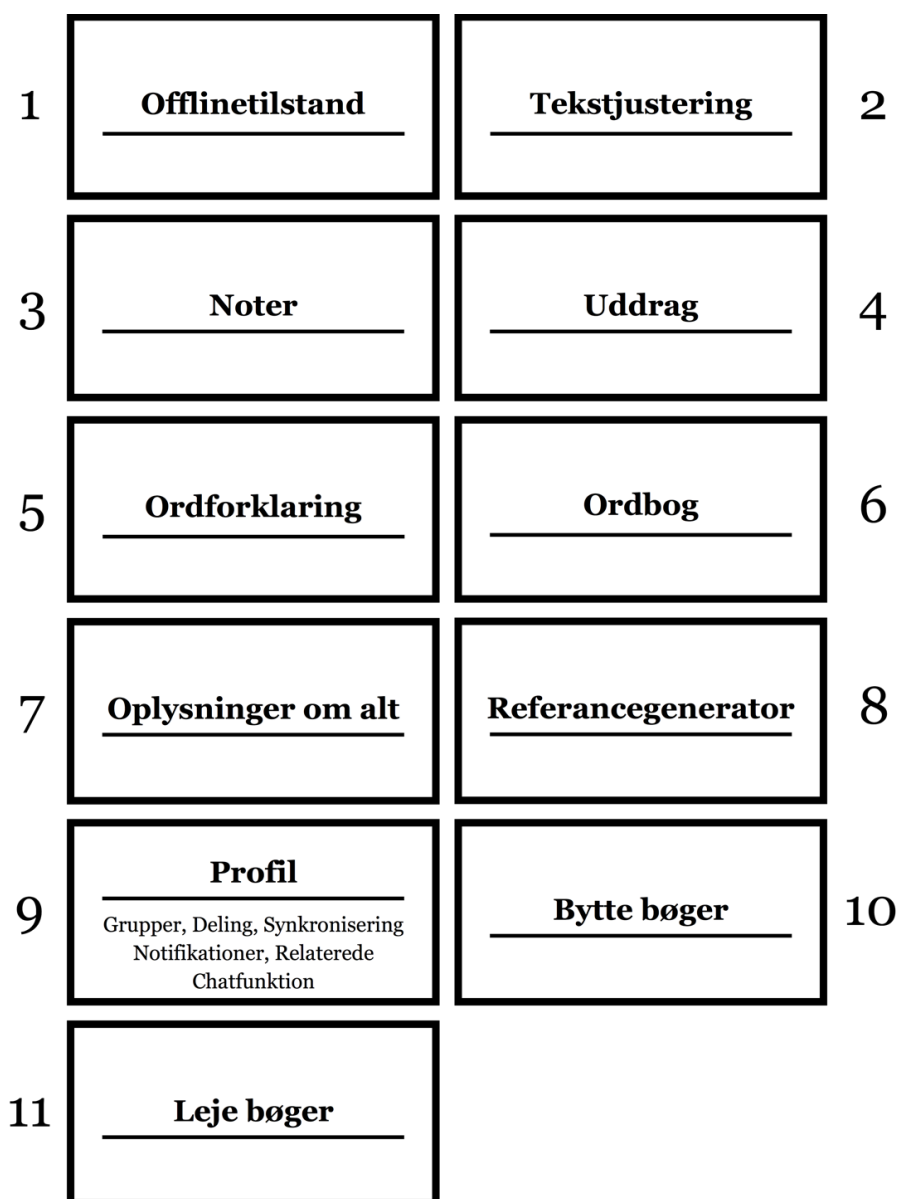 1
Offlinetilstand
Tekstjustering
2
3
Noter
Uddrag
4
5
Ordforklaring
Ordbog
6
7
Oplysninger om alt
Referancegenerator
8
9
Profil
Grupper, Deling, Synkronisering
Notifikationer, Relaterede
Chatfunktion
Bytte bøger
10
11
Leje bøger